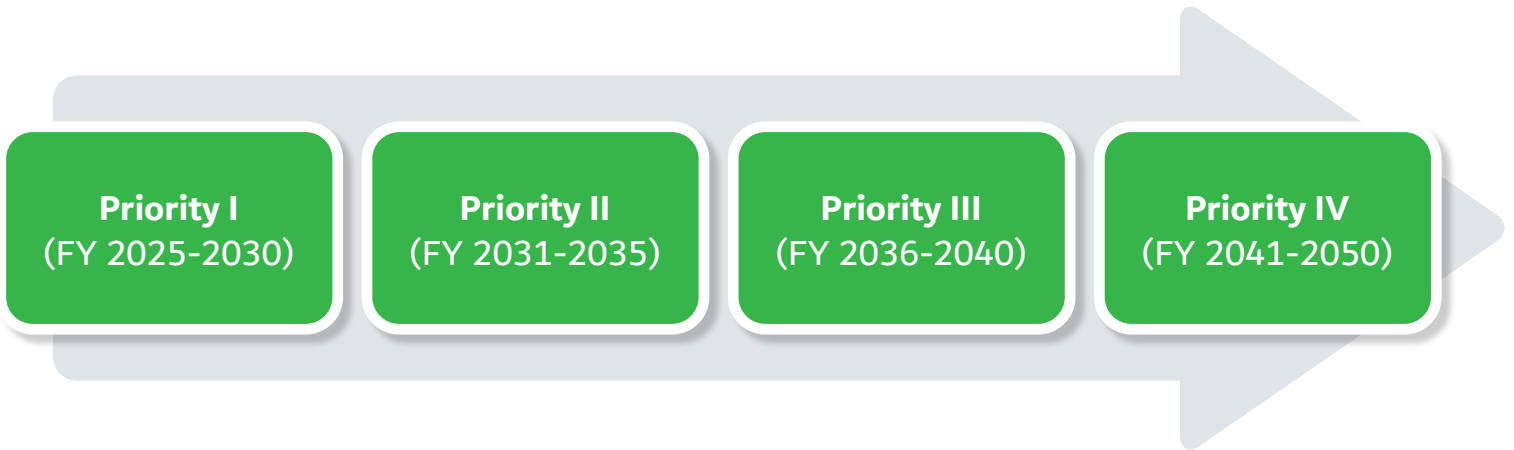 Priority I
(FY 2025-2030)
Priority II
(FY 2031-2035)
Priority III
(FY 2036-2040)
Priority IV
(FY 2041-2050)